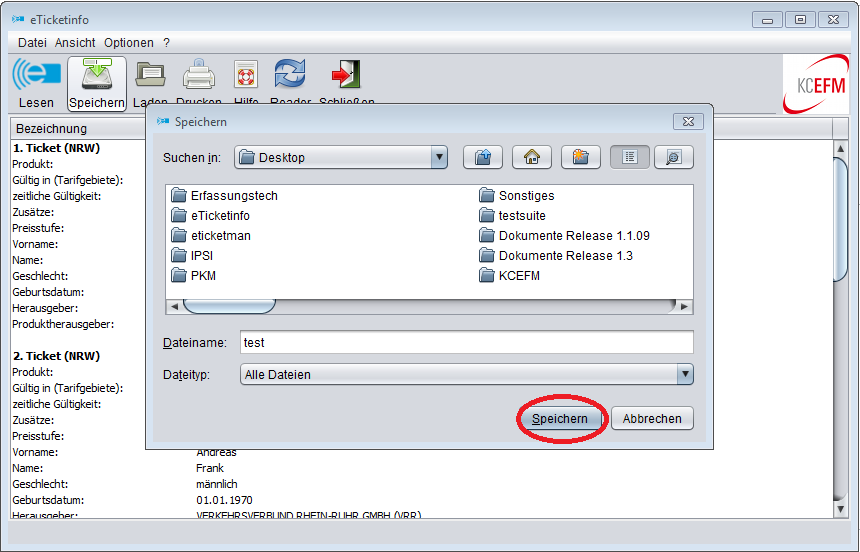 eTicketinfo
Datei Ansicht Optionen ?
Lesen Speichern Laden Drucken Hilfe Reader Schließen
KCEFM
Bezeichnung
1. Ticket (NRW)
Produkt:
Gültig in (Tarifgebiete):
zeitliche Gültigkeit:
Zusätze:
Preisstufe:
Vorname:
Name:
Geschlecht:
Geburtsdatum:
Herausgeber:
Produktherausgeber:
2. Ticket (NRW)
Produkt:
Gültig in (Tarifgebiete):
zeitliche Gültigkeit:
Zusätze:
Preisstufe:
Vorname: Andreas
Name: Frank
Geschlecht: männlich
Geburtsdatum: 01.01.1970
Herausgeber: VERKEHRSVERBUND RHEIN-RUHR GMBH (VRR)
Speichern
Suchen in: Desktop
Erfassungstech
eTicketinfo
eticketman
IPSI
PKM
Sonstiges
testsuite
Dokumente Release 1.1.09
Dokumente Release 1.3
KCEFM
Dateiname: test
Dateityp: Alle Dateien
Speichern Abbrechen